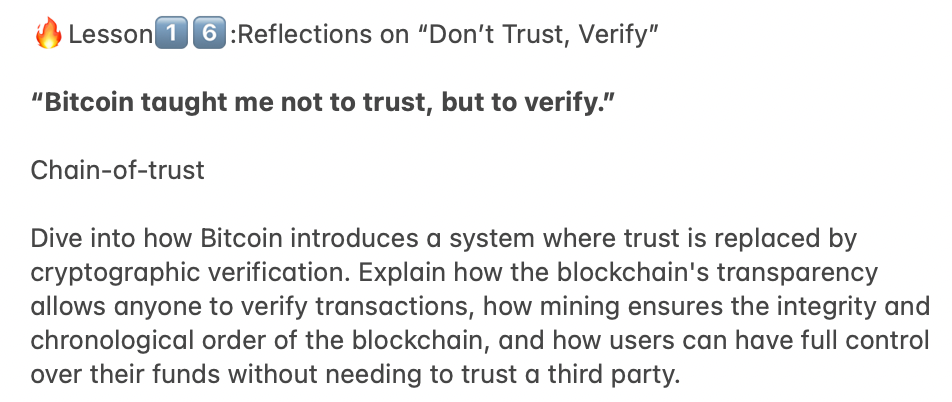 🔥 Lesson1️⃣6️⃣:Reflections on “Don’t Trust, Verify”
“Bitcoin taught me not to trust, but to verify.”
Chain-of-trust
Dive into how Bitcoin introduces a system where trust is replaced by
cryptographic verification. Explain how the blockchain's transparency
allows anyone to verify transactions, how mining ensures the integrity and
chronological order of the blockchain, and how users can have full control
over their funds without needing to trust a third party.